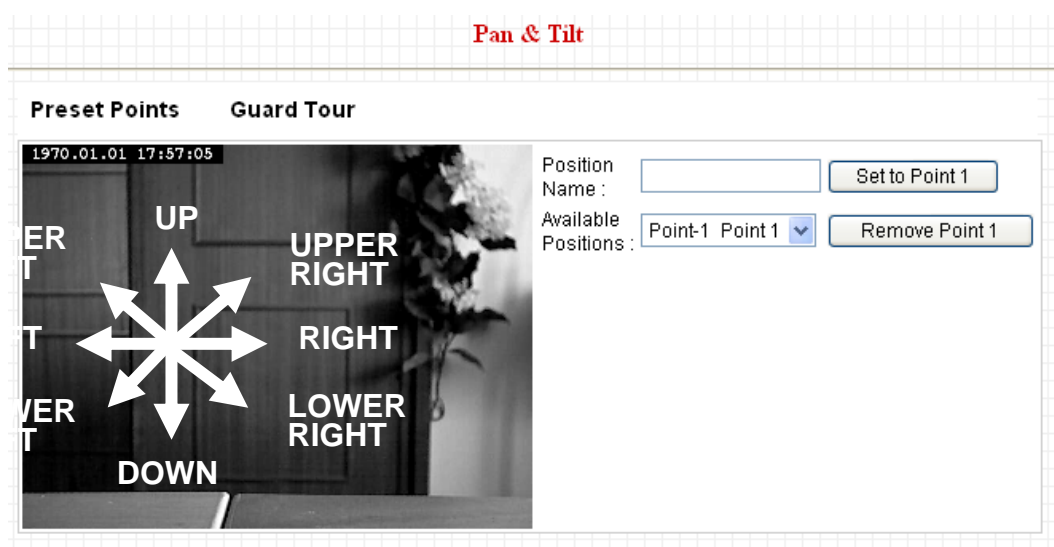 Pan & Tilt
Preset Points Guard Tour
1970.01.01 17:57:05
Position
Name :
Set to Point 1
Available
Positions :
Point-1 Point 1
Remove Point 1
UP
UPPER
RIGHT
RIGHT
LOWER
RIGHT
DOWN